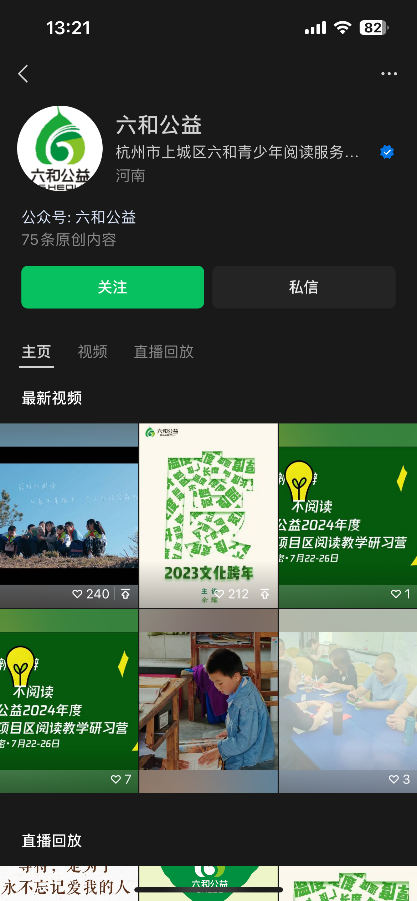 13:21
82
六和公益
六和公益
杭州市上城区六和青少年阅读服务...
河南
公众号: 六和公益
75条原创内容
关注
私信
主页
视频
直播回放
最新视频
240
六和公益
2023文化跨年
主
212
不阅读
公益2024年度
项目区阅读教学研习营
7月22-26日
1
不阅读
公益2024年度
项目区阅读教学研习营
7月22-26日
7
3
直播回放
永不忘记爱我的人
六和公益